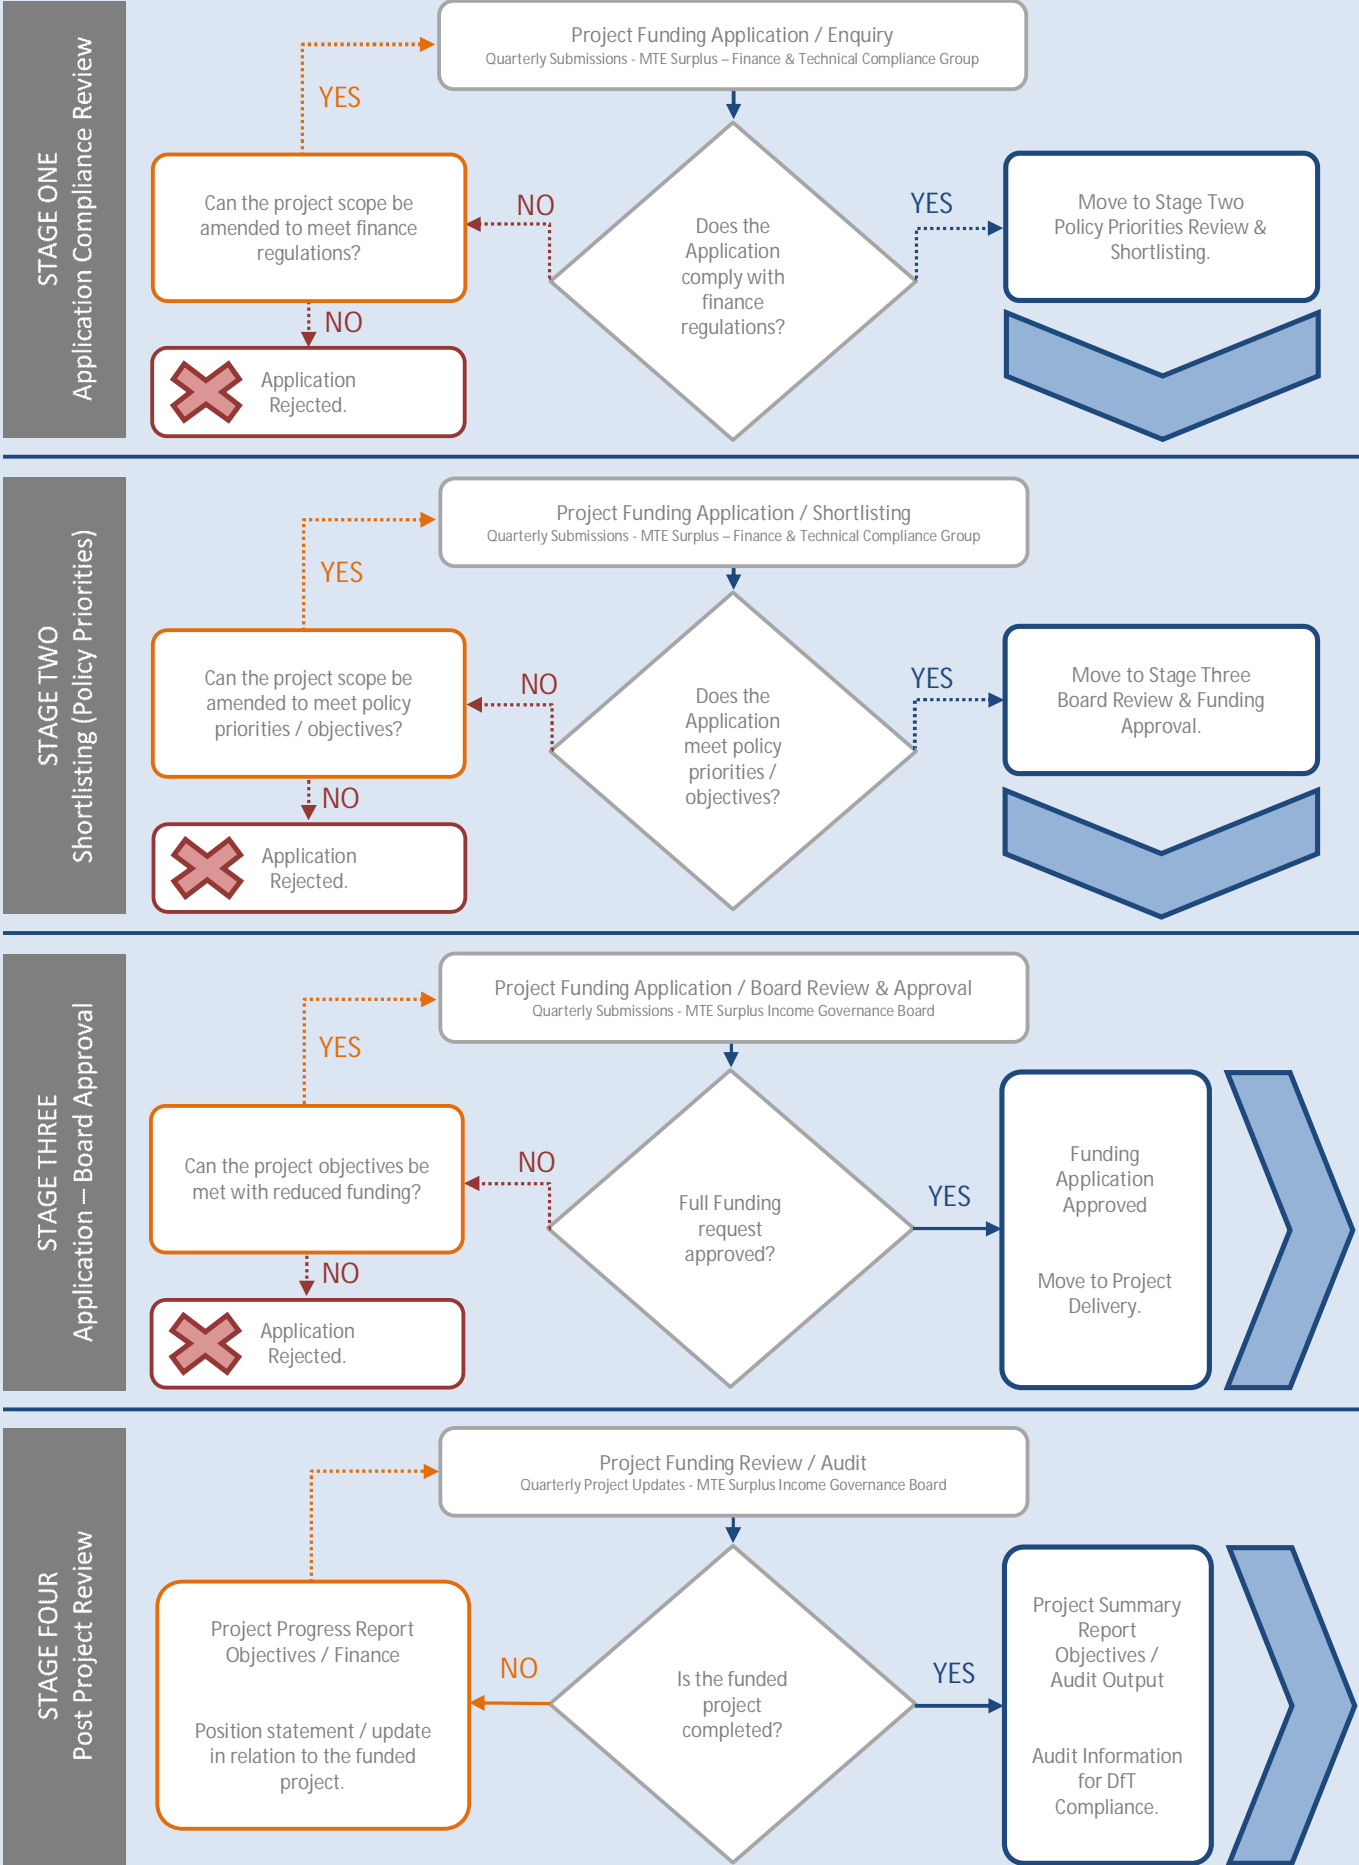 STAGE ONE
Application Compliance Review
Project Funding Application / Enquiry
Quarterly Submissions - MTE Surplus – Finance & Technical Compliance Group
YES
Can the project scope be
amended to meet finance
regulations?
NO
Does the
Application
comply with
finance
regulations?
YES
Move to Stage Two
Policy Priorities Review &
Shortlisting.
NO
Application
Rejected.
STAGE TWO
Shortlisting (Policy Priorities)
Project Funding Application / Shortlisting
Quarterly Submissions - MTE Surplus – Finance & Technical Compliance Group
YES
Can the project scope be
amended to meet policy
priorities / objectives?
NO
Does the
Application
meet policy
priorities /
objectives?
YES
Move to Stage Three
Board Review & Funding
Approval.
NO
Application
Rejected.
STAGE THREE
Application – Board Approval
Project Funding Application / Board Review & Approval
Quarterly Submissions - MTE Surplus Income Governance Board
YES
Can the project objectives be
met with reduced funding?
NO
Full Funding
request
approved?
YES
Funding
Application
Approved
Move to Project
Delivery.
NO
Application
Rejected.
STAGE FOUR
Post Project Review
Project Funding Review / Audit
Quarterly Project Updates - MTE Surplus Income Governance Board
Project Progress Report
Objectives / Finance
Position statement / update
in relation to the funded
project.
NO
Is the funded
project
completed?
YES
Project Summary
Report
Objectives /
Audit Output
Audit Information
for DfT
Compliance.